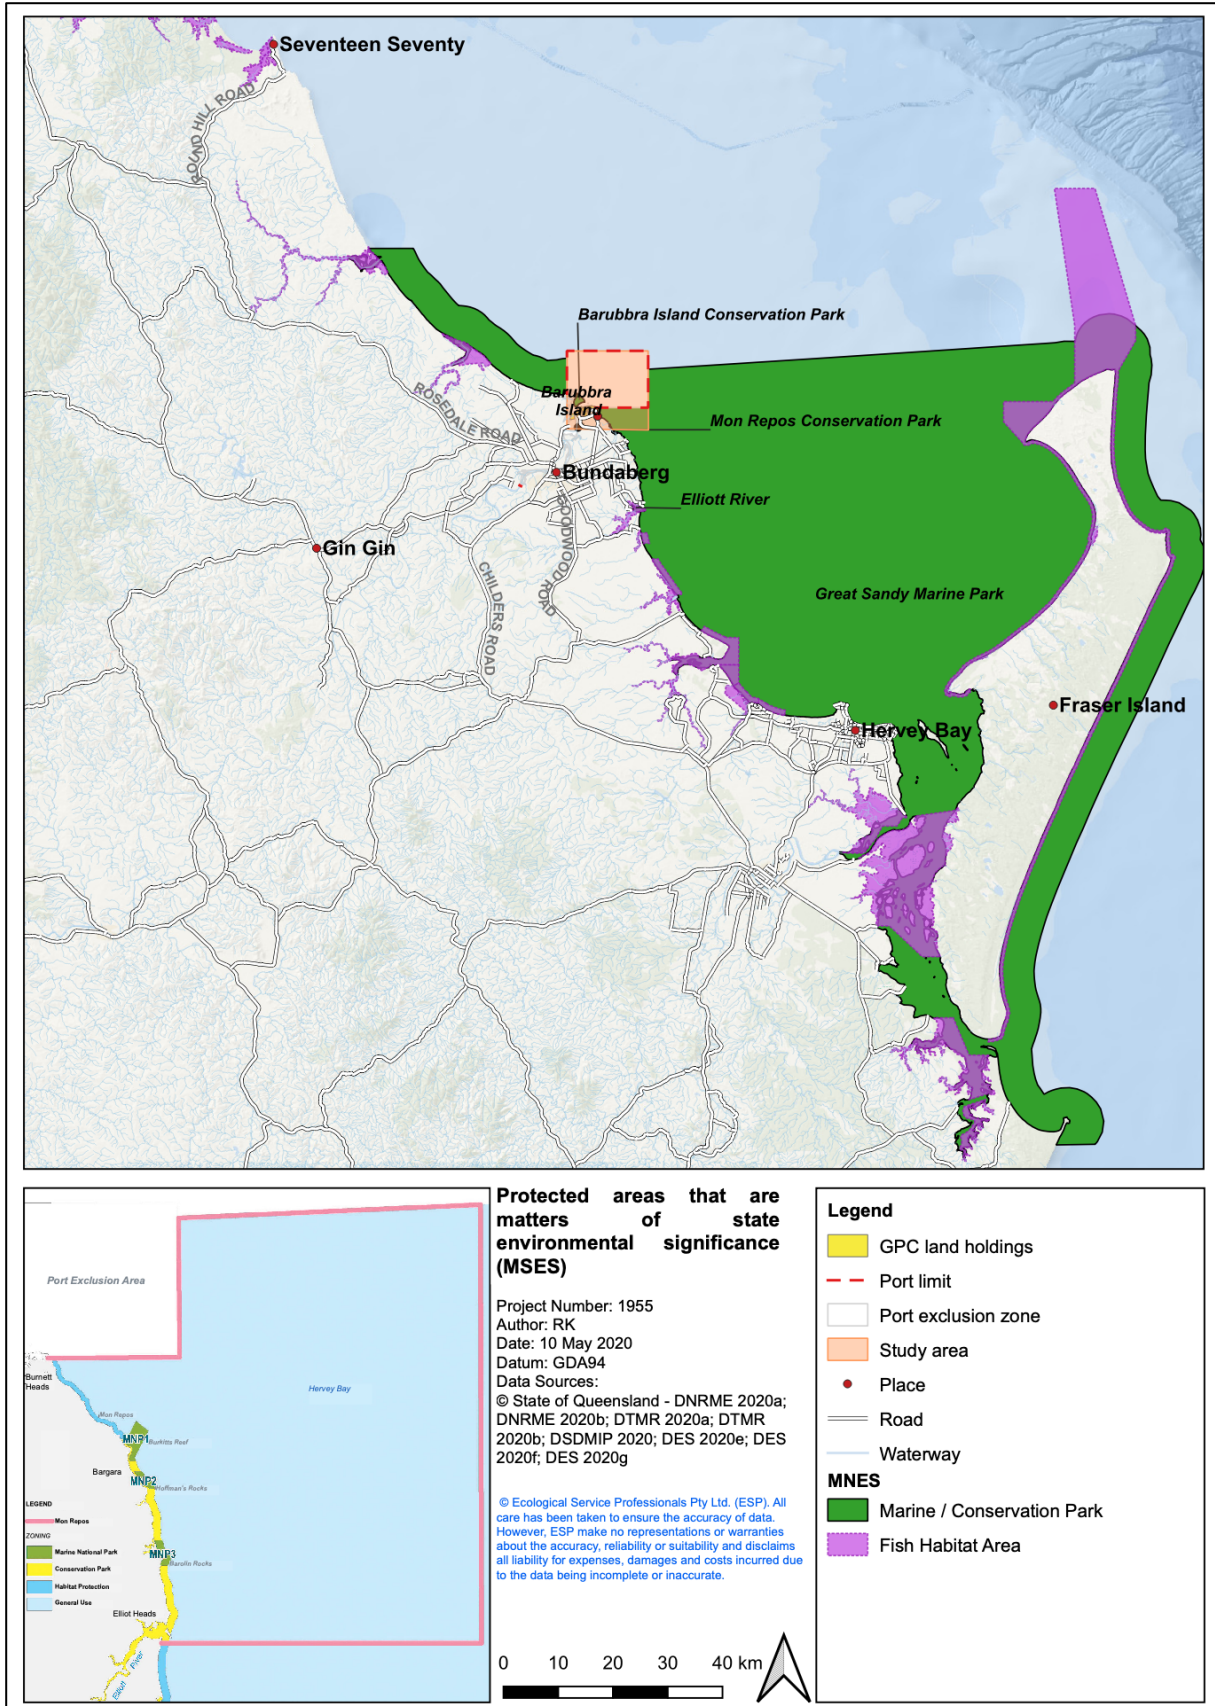 Seventeen Seventy
ROUND HILL ROAD
Barubbra Island Conservation Park
Barubbra
Island
ROSEDALE ROAD
Mon Repos Conservation Park
Bundaberg
Elliott River
GOODWOOD ROAD
Gin Gin
CHILDERS ROAD
Great Sandy Marine Park
Fraser Island
Hervey Bay
Port Exclusion Area
Burnett
Heads
Hervey Bay
Mon Repos
MNP1
Burkitts Reef
Bargara
MNP2
Hoffman's Rocks
LEGEND
Mon Repos
ZONING
Marine National Park
MNP3
Barolin Rocks
Conservation Park
Habitat Protection
General Use
Elliot Heads
Elliott River
Protected areas that are
matters of state
environmental significance
(MSES)
Project Number: 1955
Author: RK
Date: 10 May 2020
Datum: GDA94
Data Sources:
© State of Queensland - DNRME 2020a;
DNRME 2020b; DTMR 2020a; DTMR
2020b; DSDMIP 2020; DES 2020e; DES
2020f; DES 2020g
© Ecological Service Professionals Pty Ltd. (ESP). All
care has been taken to ensure the accuracy of data.
However, ESP make no representations or warranties
about the accuracy, reliability or suitability and disclaims
all liability for expenses, damages and costs incurred due
to the data being incomplete or inaccurate.
0 10 20 30 40 km
Legend
GPC land holdings
Port limit
Port exclusion zone
Study area
Place
Road
Waterway
MNES
Marine / Conservation Park
Fish Habitat Area